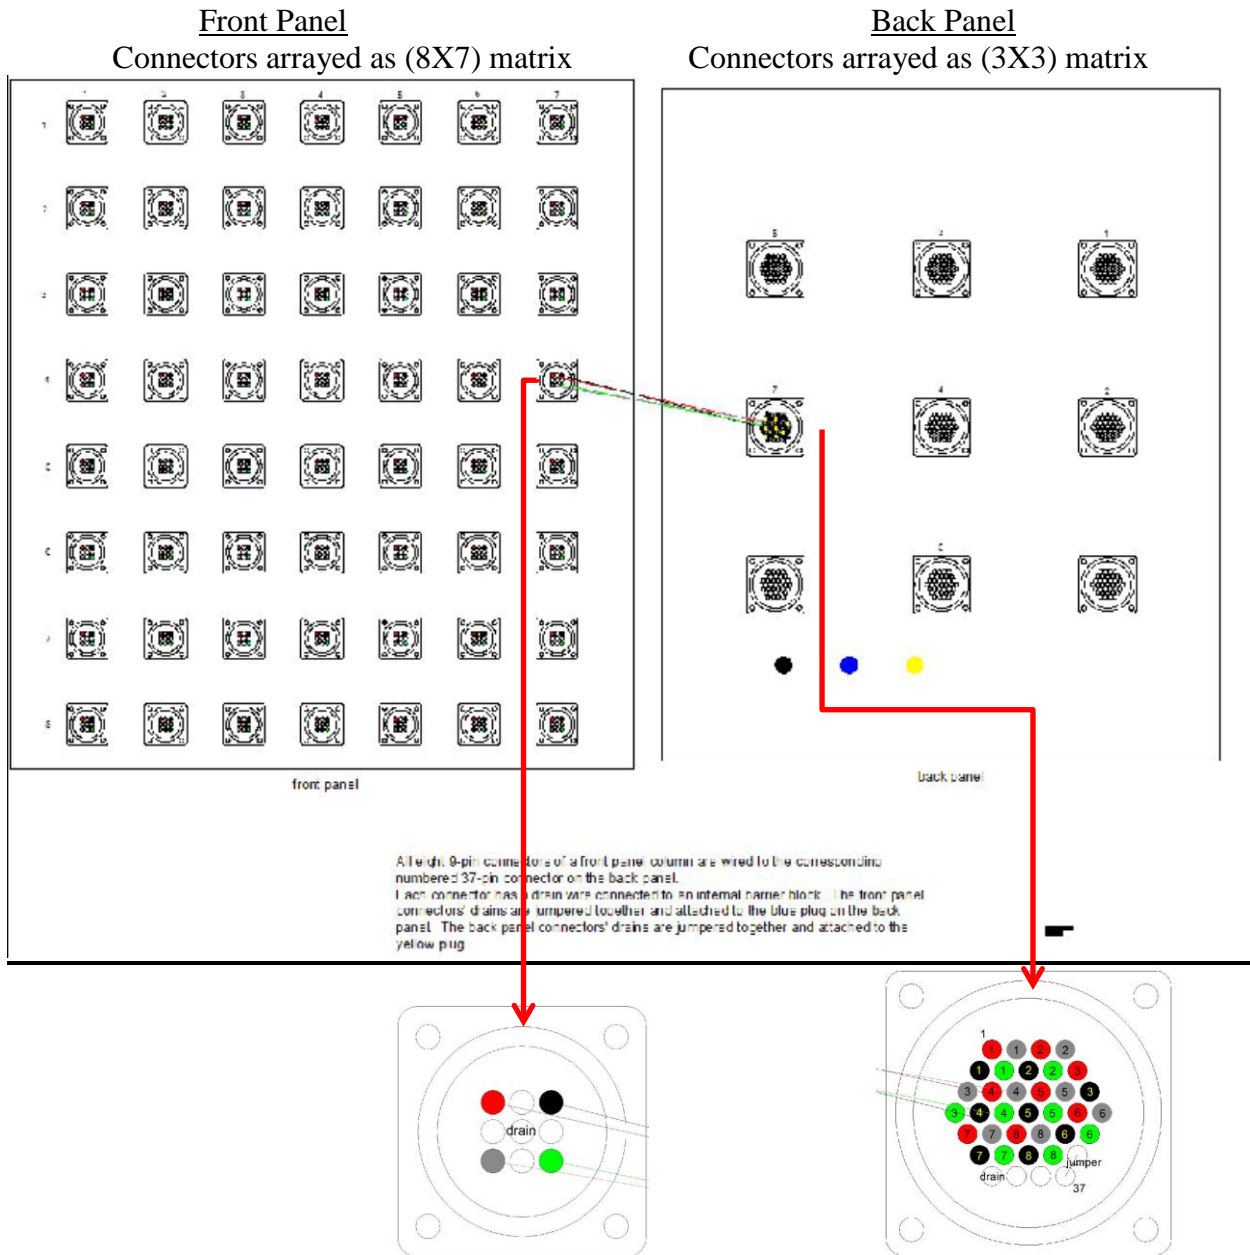 Front Panel
Connectors arrayed as (8X7) matrix
Back Panel
Connectors arrayed as (3X3) matrix
1 2 3 4 5 6 7
1
2
3
4
5
6
7
8
front panel
5 3 1
7 4 2
back panel
All eight 9-pin connectors of a front panel column are wired to the corresponding
numbered 37-pin connector on the back panel.
Each connector has a drain wire connected to an internal barrier block. The front panel
connectors' drains are jumpered together and attached to the blue plug on the back
panel. The back panel connectors' drains are jumpered together and attached to the
yellow plug
drain
1
1 1 2 2
1 1 2 2 3
3 4 4 5 5 3
3 4 4 5 5 6 6
7 7 8 8 6 6
7 7 8 8
jumper
drain
37